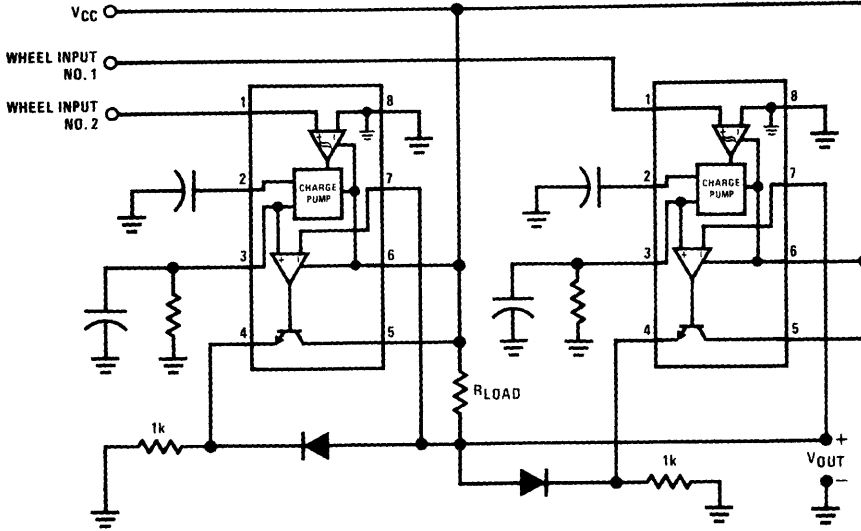 VCC
WHEEL INPUT
NO. 1
WHEEL INPUT
NO. 2
1
8
2
CHARGE
PUMP
7
3
+ −
6
4
5
1
8
2
CHARGE
PUMP
7
3
+ −
6
4
5
RLOAD
1k
1k
+
VOUT
−